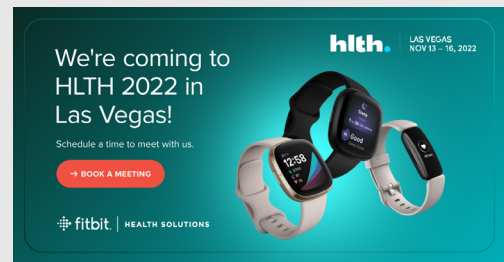 We're coming to
HLTH 2022 in
Las Vegas!
Schedule a time to meet with us.
→ BOOK A MEETING
fitbit. | HEALTH SOLUTIONS
hlth.
LAS VEGAS
NOV 13 – 16, 2022
12:58
Sleep
Good